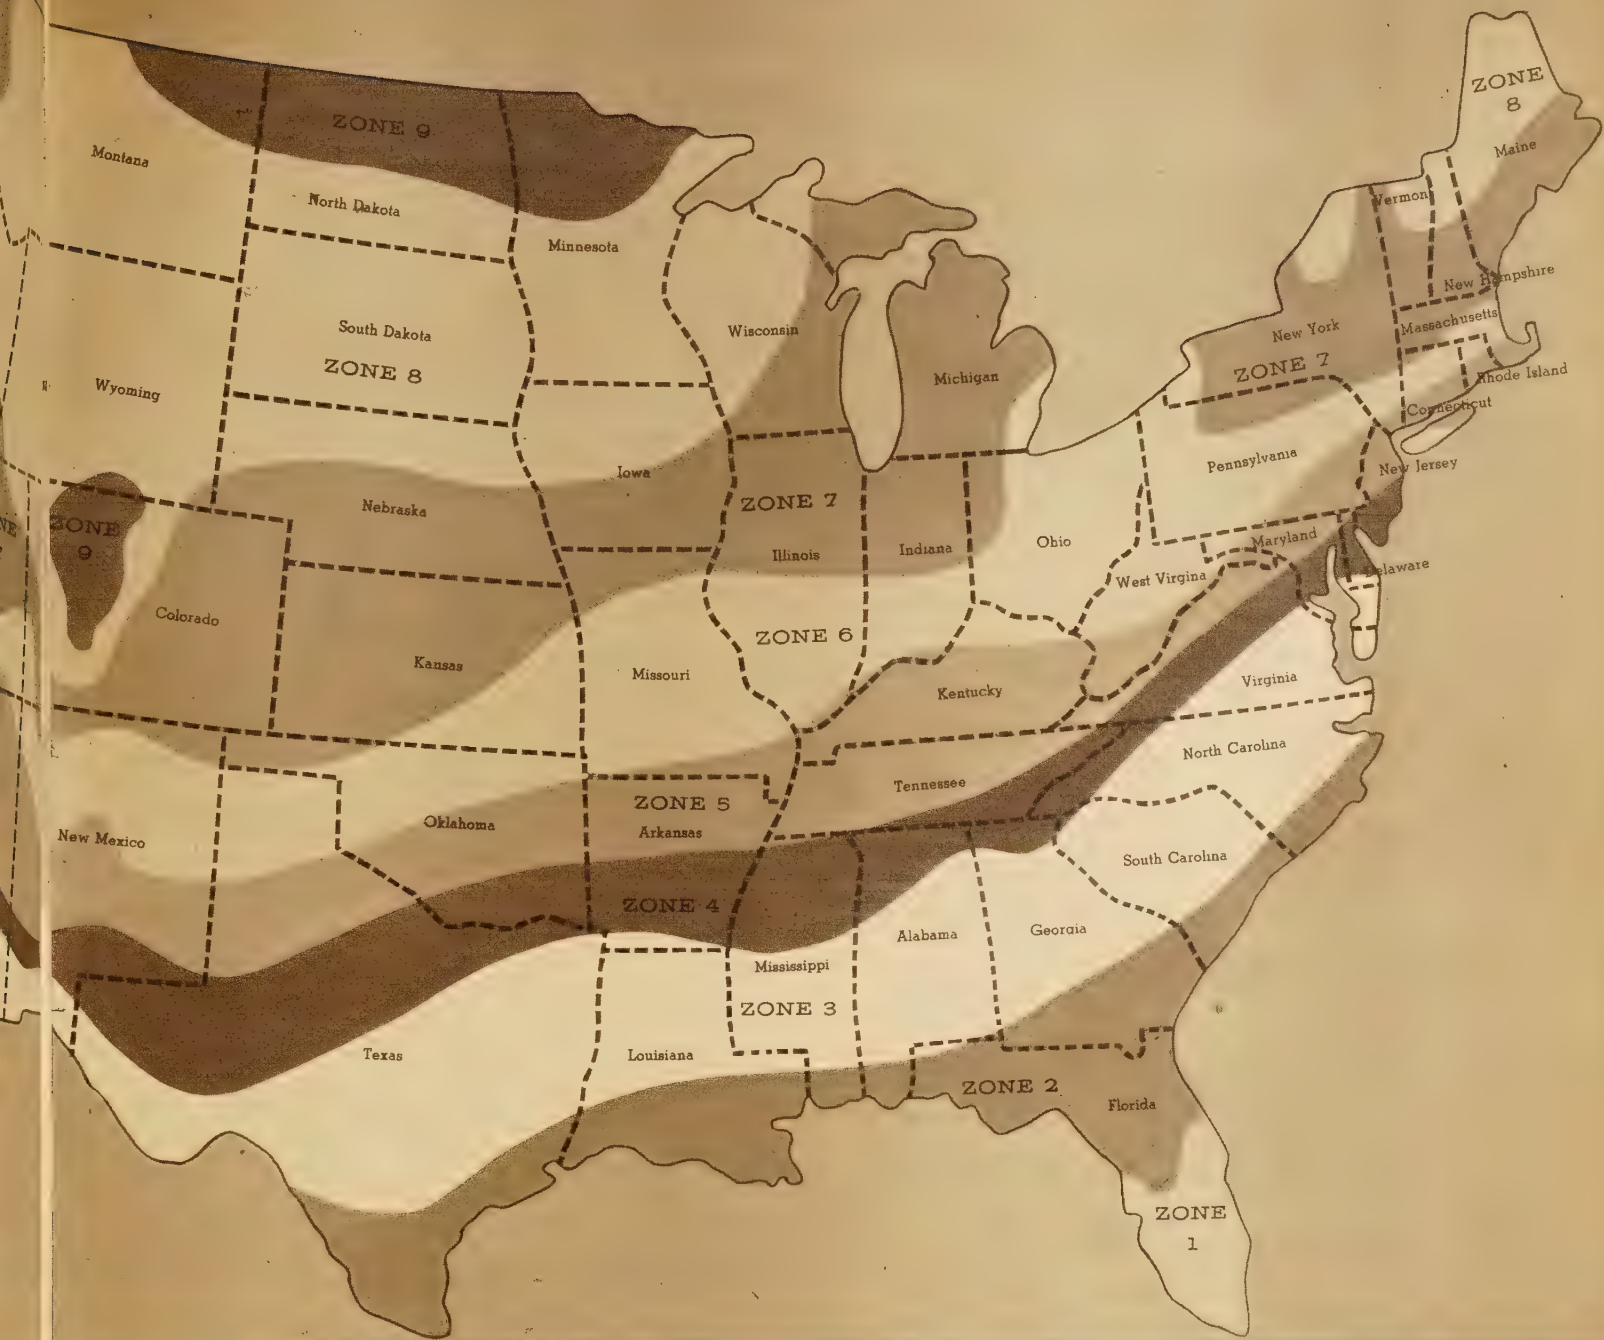 ZONE
8
Maine
ZONE 9
Montana
North Dakota
Minnesota
Vermont
New Hampshire
Massachusetts
New York
ZONE 7
Rhode Island
Connecticut
South Dakota
ZONE 8
Wyoming
Wisconsin
Michigan
Iowa
Nebraska
ZONE 7
Illinois
Indiana
Ohio
Pennsylvania
New Jersey
Maryland
Delaware
West Virgina
NE
ZONE
9
Colorado
Kansas
Missouri
ZONE 6
Kentucky
Virginia
North Carolina
Tennessee
ZONE 5
Arkansas
Oklahoma
New Mexico
South Carolina
ZONE 4
Alabama
Georgia
Mississippi
ZONE 3
Texas
Louisiana
ZONE 2
Florida
ZONE
1